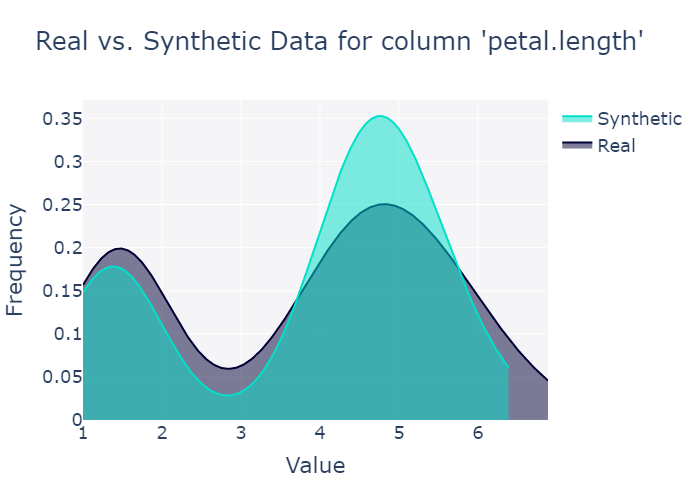 Real vs. Synthetic Data for column 'petal.length'
Synthetic
Real
Frequency
0.35
0.3
0.25
0.2
0.15
0.1
0.05
0
1 2 3 4 5 6
Value